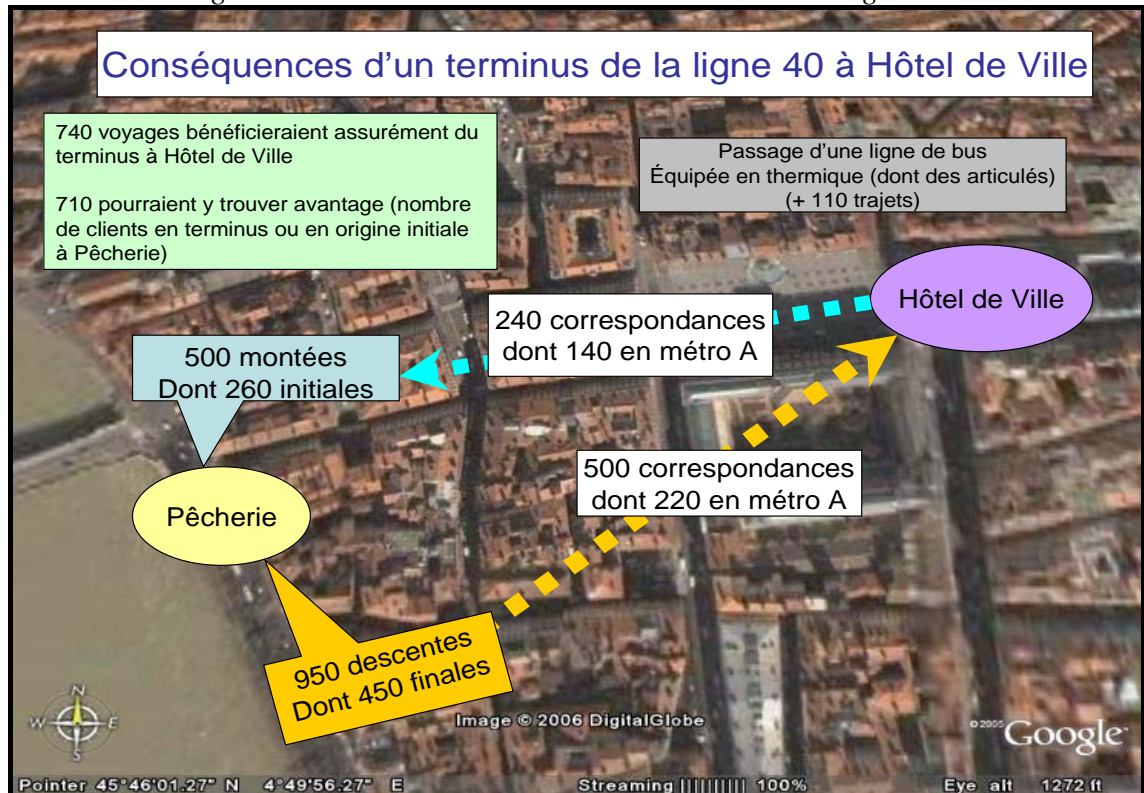 Conséquences d’un terminus de la ligne 40 à Hôtel de Ville
740 voyages bénéficieraient assurément du
terminus à Hôtel de Ville
710 pourraient y trouver avantage (nombre
de clients en terminus ou en origine initiale
à Pêcherie)
Passage d’une ligne de bus
Équipée en thermique (dont des articulés)
(+ 110 trajets)
Hôtel de Ville
240 correspondances
dont 140 en métro A
500 montées
Dont 260 initiales
500 correspondances
dont 220 en métro A
Pêcherie
950 descentes
Dont 450 finales
N
W E
S
Image © 2006 DigitalGlobe
© 2005 Google
Pointer 45°46'01.27" N 4°49'56.27" E Streaming ||||||||| 100% Eye alt 1272 ft